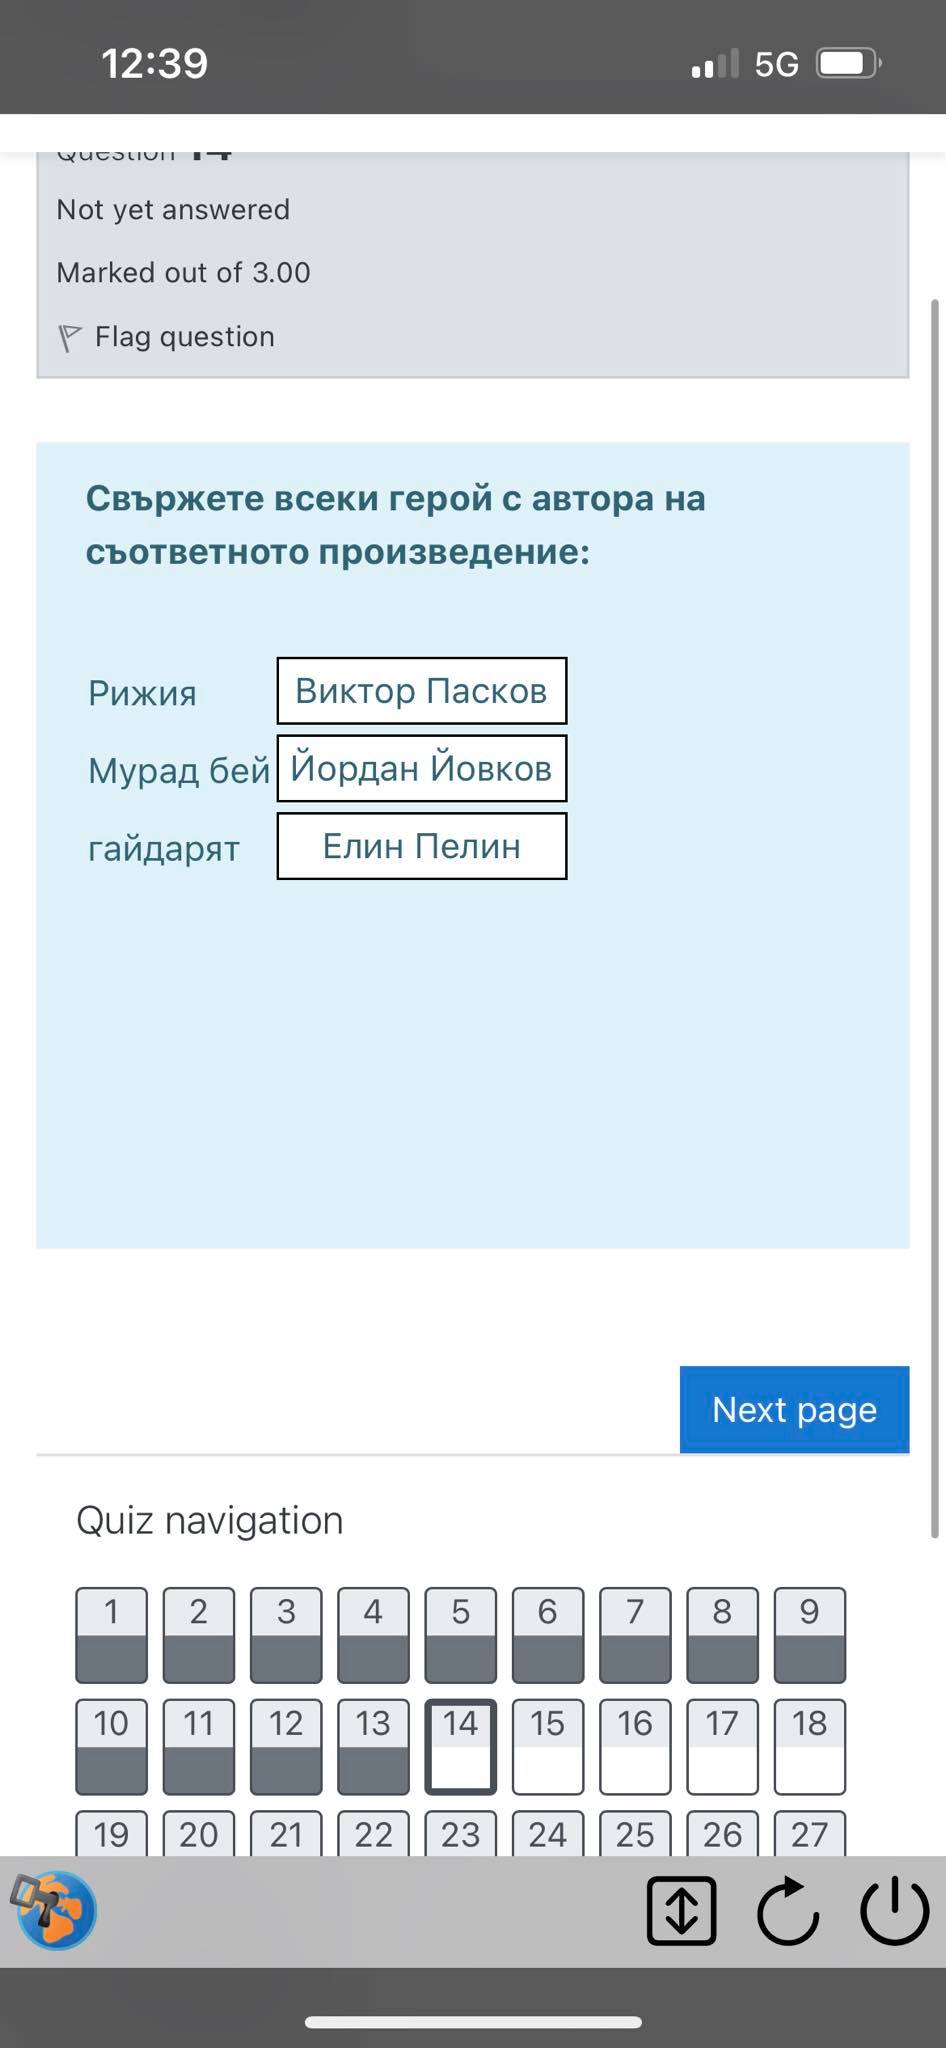 12:39
5G
Question 14
Not yet answered
Marked out of 3.00
Flag question
Свържете всеки герой с автора на
съответното произведение:
Рижия Виктор Пасков
Мурад бей Йордан Йовков
гайдарят Елин Пелин
Next page
Quiz navigation
1 2 3 4 5 6 7 8 9
10 11 12 13 14 15 16 17 18
19 20 21 22 23 24 25 26 27